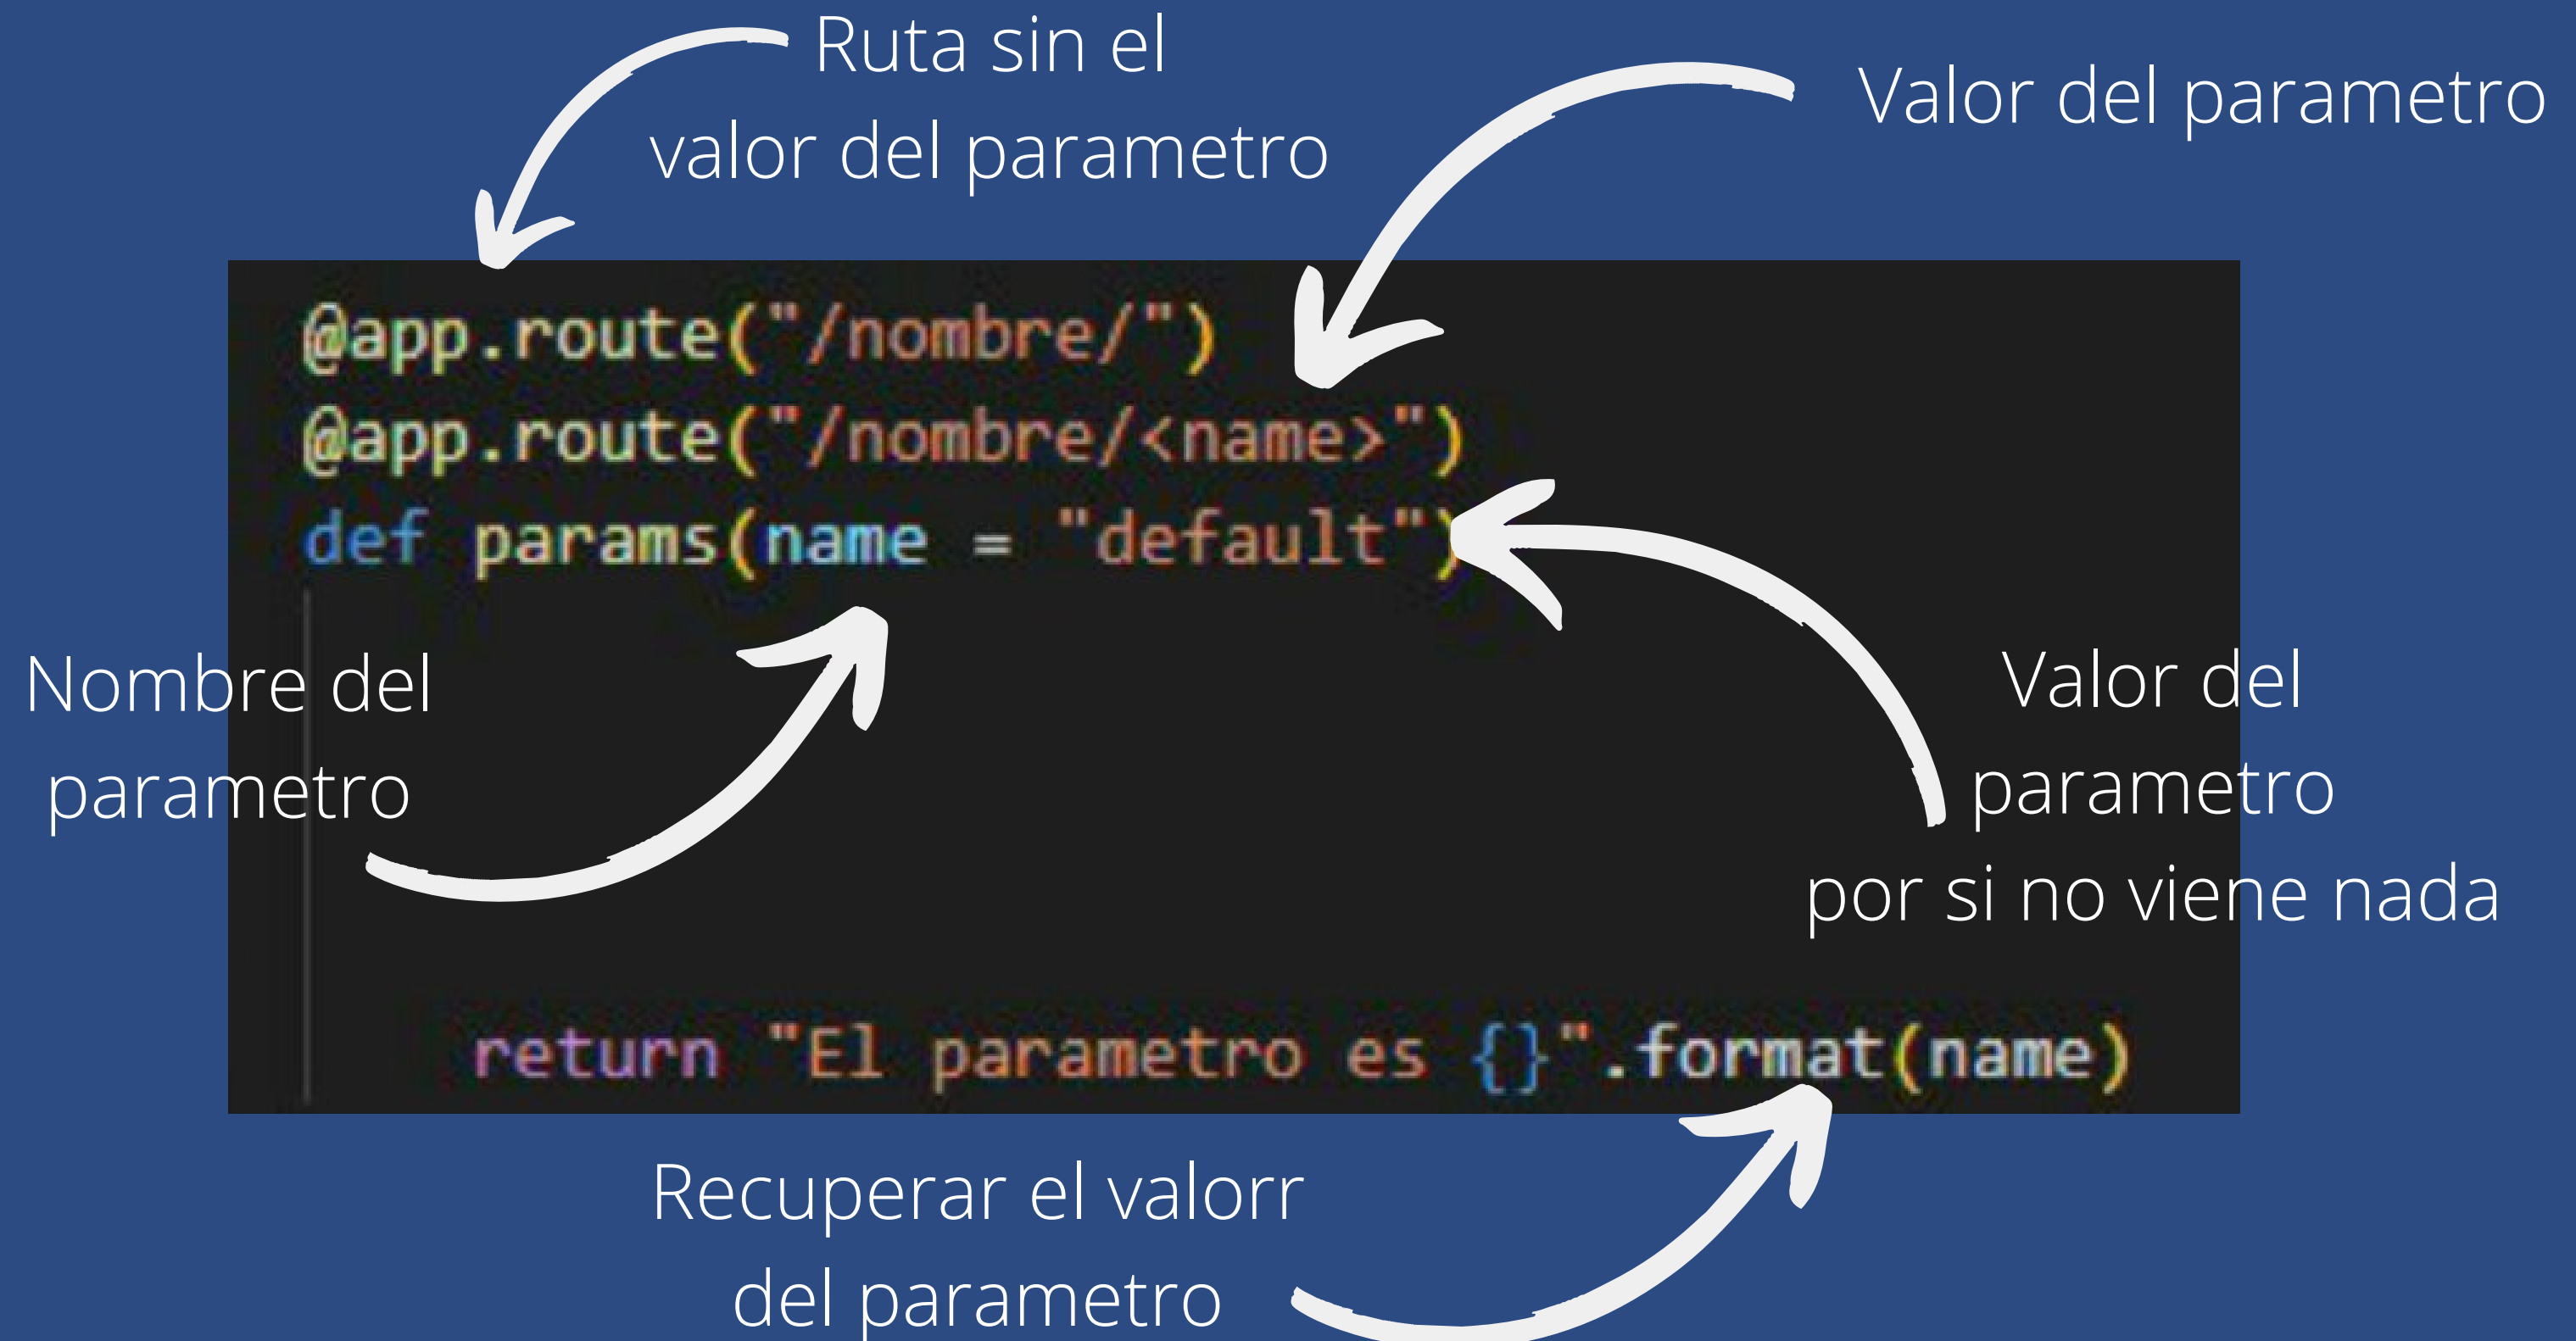 Ruta sin el
valor del parametro
Valor del parametro
@app.route("/nombre/")
@app.route("/nombre/<name>")
def params(name = "default")
Nombre del
parametro
Valor del
parametro
por si no viene nada
return "El parametro es {}".format(name)
Recuperar el valorr
del parametro